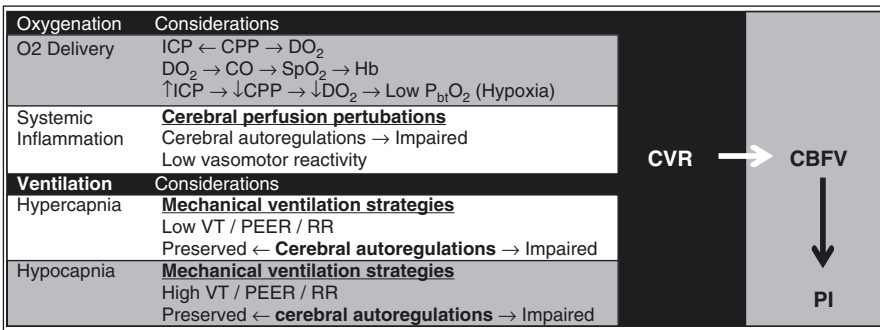 Oxygenation Considerations
O2 Delivery ICP ← CPP → DO₂
DO₂ → CO → SpO₂ → Hb
↑ICP → ↓CPP → ↓DO₂ → Low PbtO₂ (Hypoxia)
Systemic Inflammation Cerebral perfusion pertubations
Cerebral autoregulations → Impaired
Low vasomotor reactivity
Ventilation Considerations
Hypercapnia Mechanical ventilation strategies
Low VT / PEER / RR
Preserved ← Cerebral autoregulations → Impaired
Hypocapnia Mechanical ventilation strategies
High VT / PEER / RR
Preserved ← cerebral autoregulations → Impaired
CVR → CBFV
PI